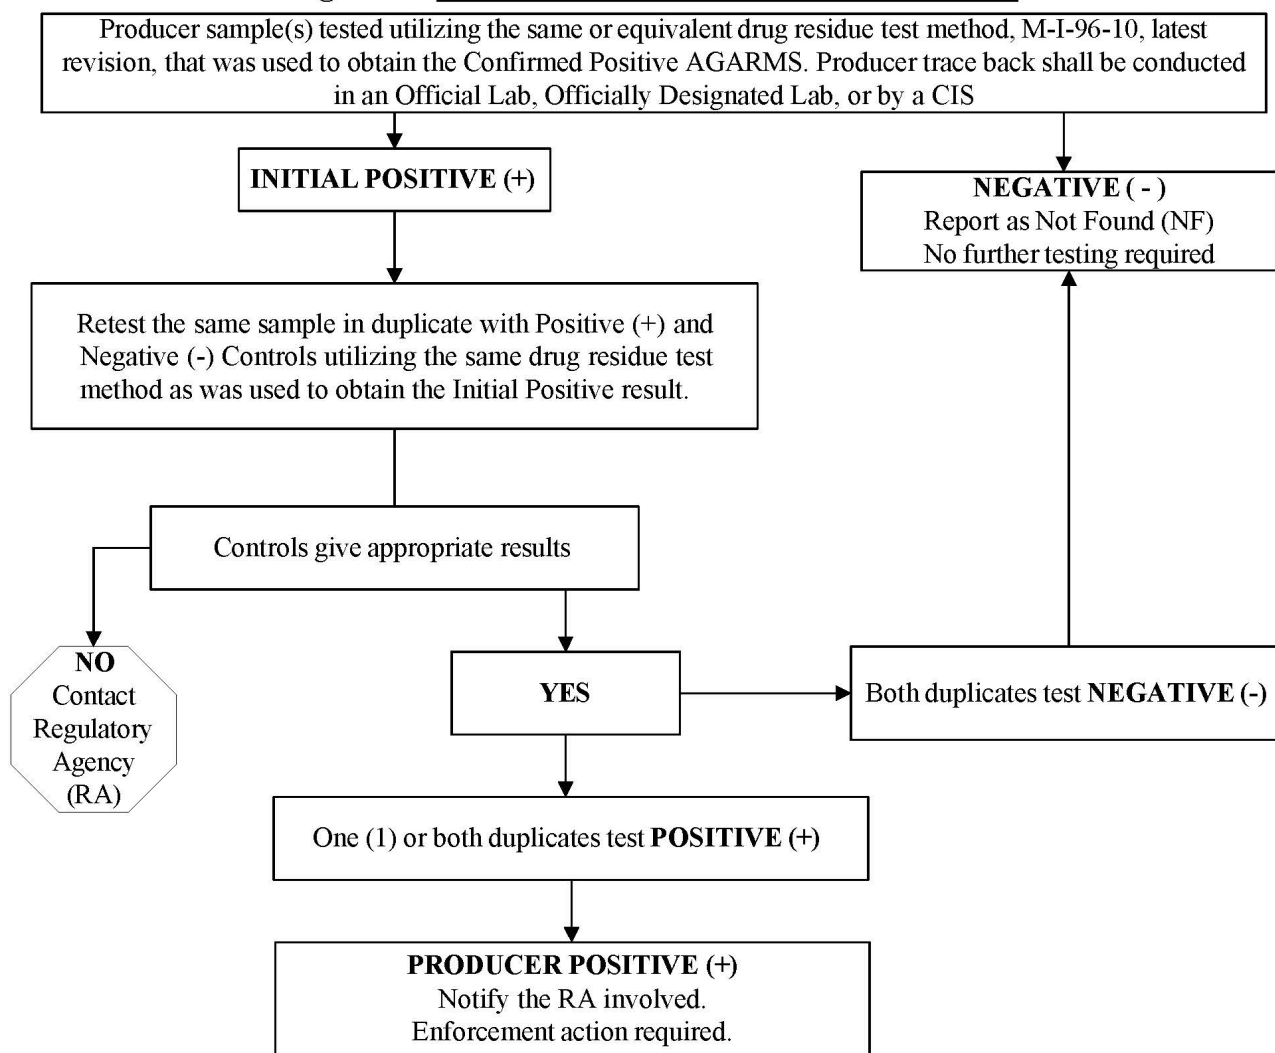 Producer sample(s) tested utilizing the same or equivalent drug residue test method, M-I-96-10, latest
revision, that was used to obtain the Confirmed Positive AGARMS. Producer trace back shall be conducted
in an Official Lab, Officially Designated Lab, or by a CIS
INITIAL POSITIVE (+)
NEGATIVE ( - )
Report as Not Found (NF)
No further testing required
Retest the same sample in duplicate with Positive (+) and
Negative (-) Controls utilizing the same drug residue test
method as was used to obtain the Initial Positive result.
Controls give appropriate results
NO
Contact
Regulatory
Agency
(RA)
YES
Both duplicates test NEGATIVE (-)
One (1) or both duplicates test POSITIVE (+)
PRODUCER POSITIVE (+)
Notify the RA involved.
Enforcement action required.